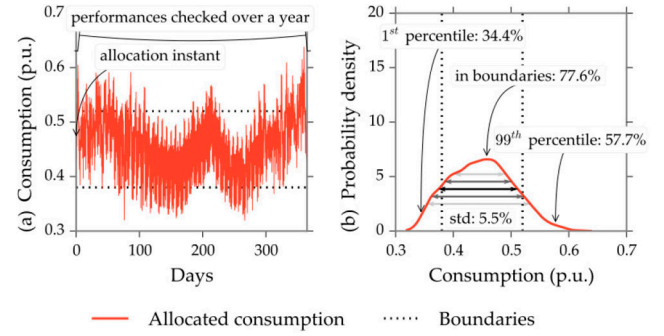 performances checked over a year
allocation instant
0.7
0.6
0.5
0.4
0.3
(a) Consumption (p.u.)
0
100
200
300
Days
20
15
10
5
0
(b) Probability density
1st percentile: 34.4%
in boundaries: 77.6%
99th percentile: 57.7%
std: 5.5%
0.3
0.4
0.5
0.6
0.7
Consumption (p.u.)
Allocated consumption
Boundaries